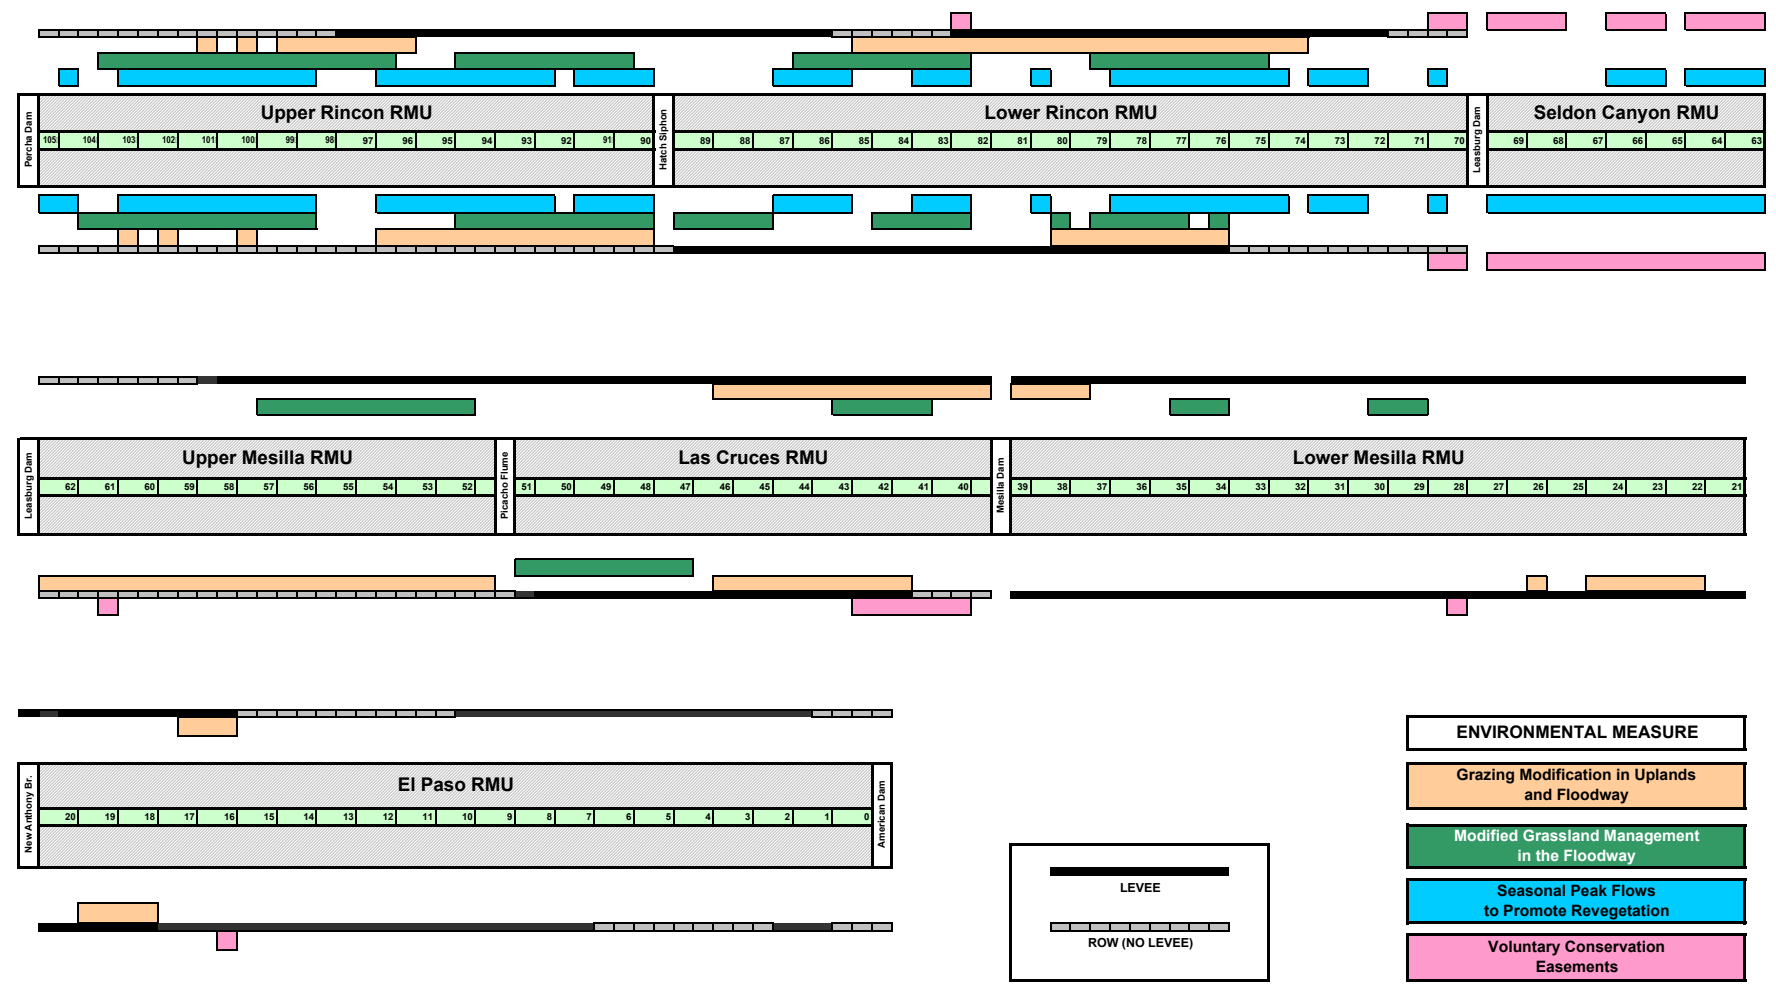 Percha Dam
Upper Rincon RMU
105 104 103 102 101 100 99 98 97 96 95 94 93 92 91 90
Hatch Siphon
Lower Rincon RMU
89 88 87 86 85 84 83 82 81 80 79 78 77 76 75 74 73 72 71 70
Leasburg Dam
Seldon Canyon RMU
69 68 67 66 65 64 63
Leasburg Dam
Upper Mesilla RMU
62 61 60 59 58 57 56 55 54 53 52
Picacho Flume
Las Cruces RMU
51 50 49 48 47 46 45 44 43 42 41 40
Mesilla Dam
Lower Mesilla RMU
39 38 37 36 35 34 33 32 31 30 29 28 27 26 25 24 23 22 21
New Anthony Br.
El Paso RMU
20 19 18 17 16 15 14 13 12 11 10 9 8 7 6 5 4 3 2 1 0
American Dam
LEVEE
ROW (NO LEVEE)
ENVIRONMENTAL MEASURE
Grazing Modification in Uplands
and Floodway
Modified Grassland Management
in the Floodway
Seasonal Peak Flows
to Promote Revegetation
Voluntary Conservation
Easements